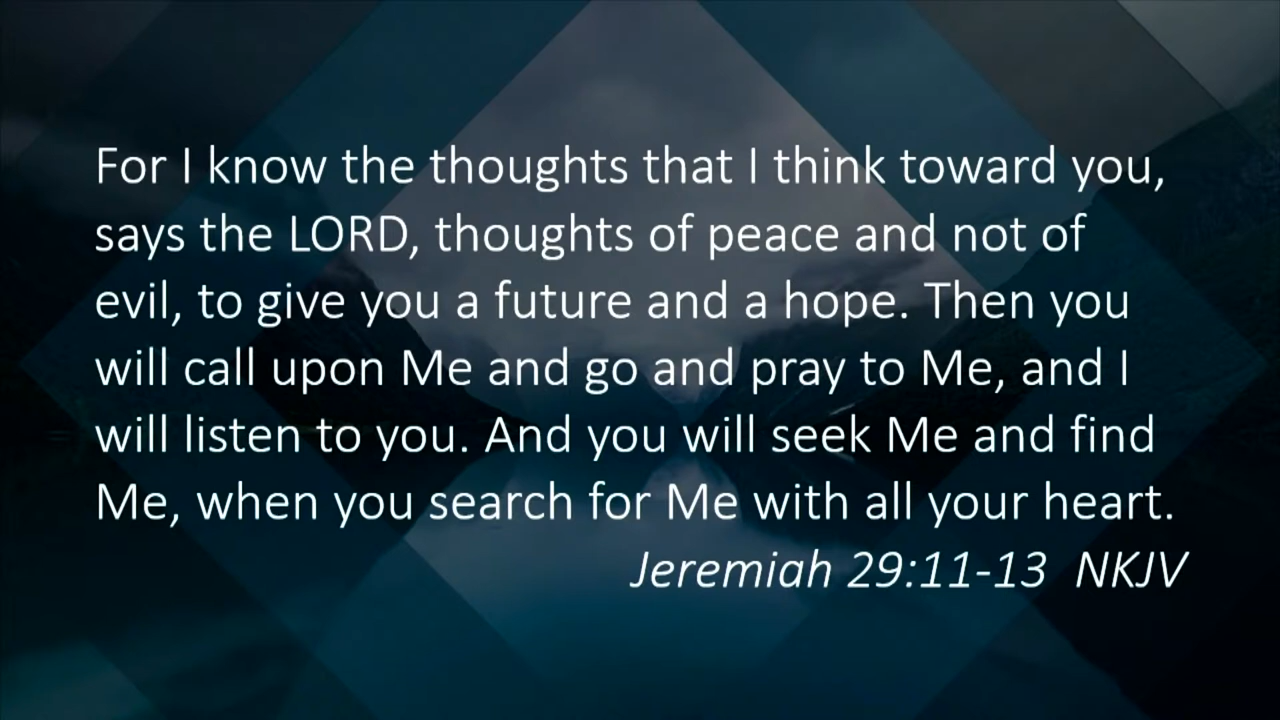 For I know the thoughts that I think toward you,
says the LORD, thoughts of peace and not of
evil, to give you a future and a hope. Then you
will call upon Me and go and pray to Me, and I
will listen to you. And you will seek Me and find
Me, when you search for Me with all your heart.
Jeremiah 29:11-13 NKJV